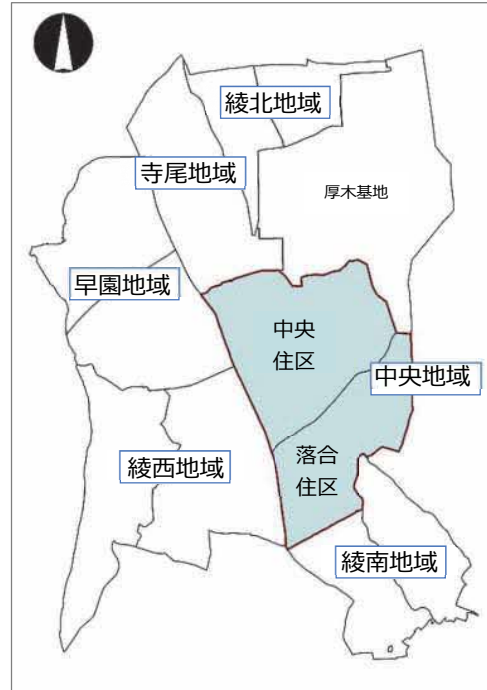 綾北地域
寺尾地域
厚木基地
早園地域
中央
住区
中央地域
落合
住区
綾西地域
綾南地域